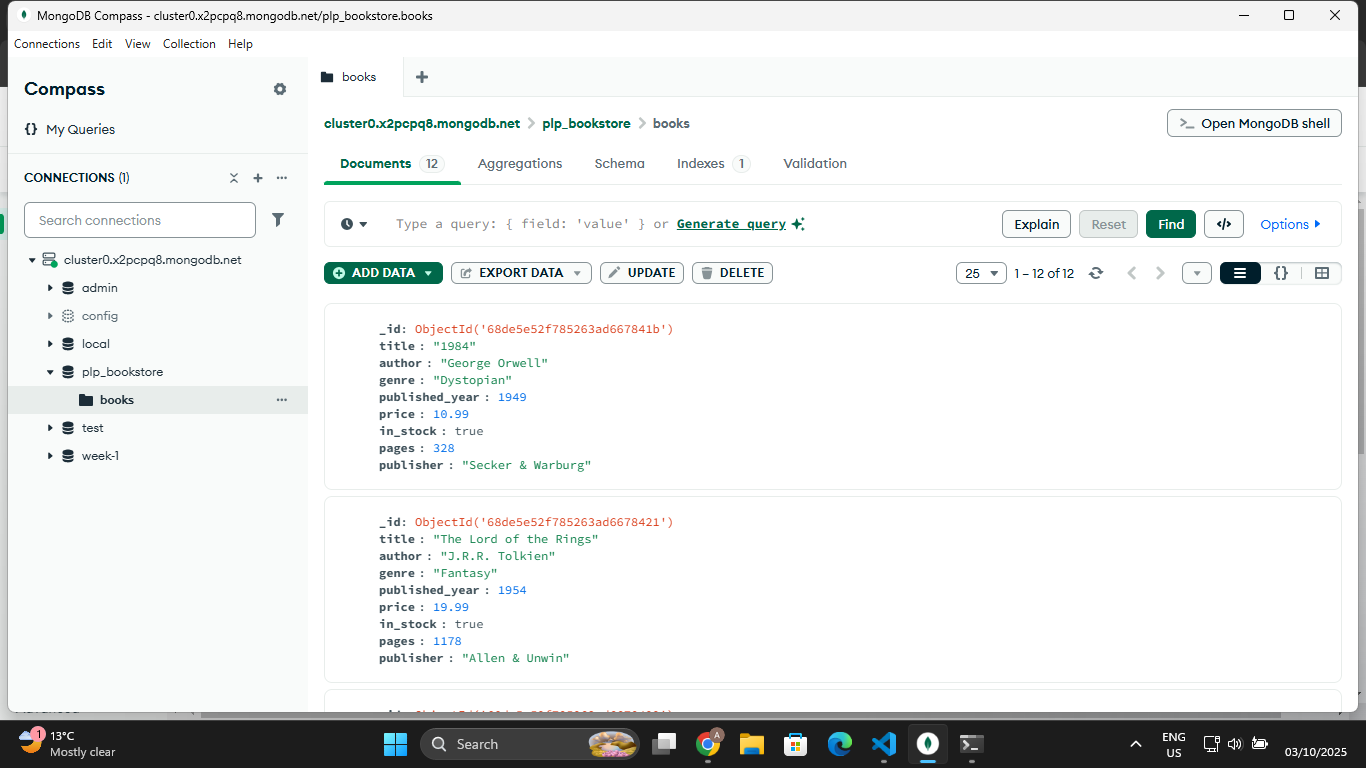 MongoDB Compass - cluster0.x2pcpq8.mongodb.net/plp_bookstore.books
Connections Edit View Collection Help
Compass
{} My Queries
CONNECTIONS (1)
Search connections
cluster0.x2pcpq8.mongodb.net
admin
config
local
plp_bookstore
books
test
week-1
books
cluster0.x2pcpq8.mongodb.net > plp_bookstore > books
>_ Open MongoDB shell
Documents 12 Aggregations Schema Indexes 1 Validation
Type a query: { field: 'value' } or Generate query
Explain Reset Find </> Options
ADD DATA EXPORT DATA UPDATE DELETE
25 1 – 12 of 12 {}
_id: ObjectId('68de5e52f785263ad667841b')
title : "1984"
author : "George Orwell"
genre : "Dystopian"
published_year : 1949
price : 10.99
in_stock : true
pages : 328
publisher : "Secker & Warburg"
_id: ObjectId('68de5e52f785263ad6678421')
title : "The Lord of the Rings"
author : "J.R.R. Tolkien"
genre : "Fantasy"
published_year : 1954
price : 19.99
in_stock : true
pages : 1178
publisher : "Allen & Unwin"
1
13°C
Mostly clear
Search
A
ENG
US
03/10/2025